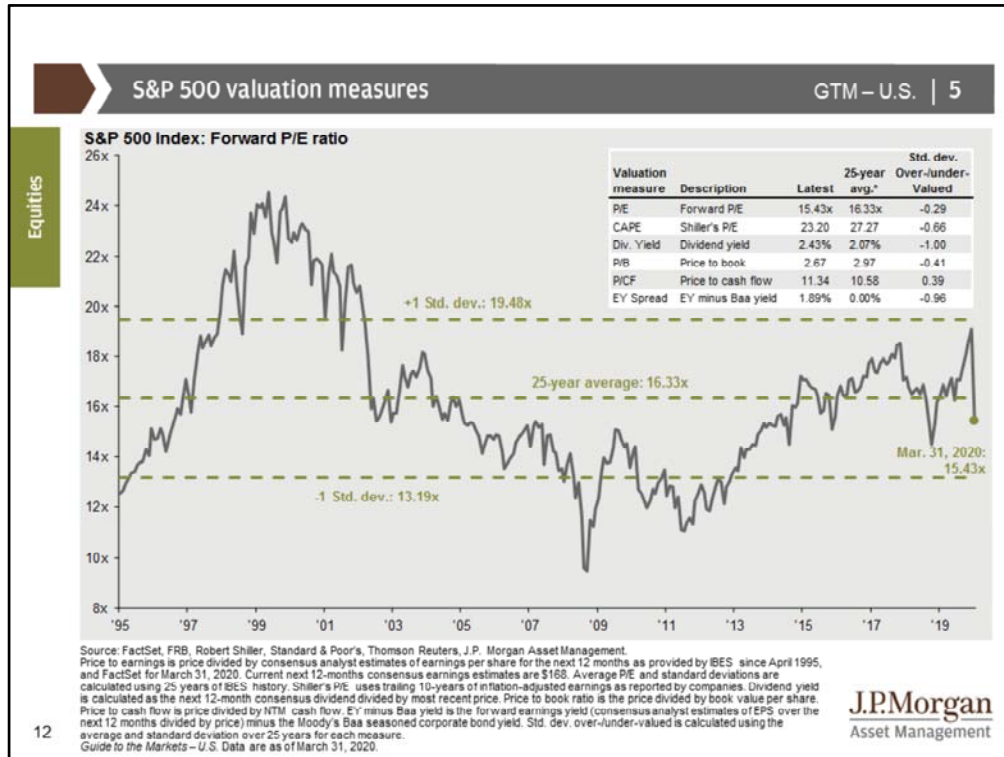 S&P 500 valuation measures
GTM – U.S. | 5
Equities
S&P 500 Index: Forward P/E ratio
26x
24x
22x
20x
18x
16x
14x
12x
10x
8x
'95 '97 '99 '01 '03 '05 '07 '09 '11 '13 '15 '17 '19
+1 Std. dev.: 19.48x
25-year average: 16.33x
-1 Std. dev.: 13.19x
Mar. 31, 2020:
15.43x
Std. dev.
Valuation 25-year Over-/under-
measure Description Latest avg.* Valued
P/E Forward P/E 15.43x 16.33x -0.29
CAPE Shiller's P/E 23.20 27.27 -0.66
Div. Yield Dividend yield 2.43% 2.07% -1.00
P/B Price to book 2.67 2.97 -0.41
P/CF Price to cash flow 11.34 10.58 0.39
EY Spread EY minus Baa yield 1.89% 0.00% -0.96
Source: FactSet, FRB, Robert Shiller, Standard & Poor's, Thomson Reuters, J.P. Morgan Asset Management.
Price to earnings is price divided by consensus analyst estimates of earnings per share for the next 12 months as provided by IBES since April 1995,
and FactSet for March 31, 2020. Current next 12-months consensus earnings estimates are $168. Average P/E and standard deviations are
calculated using 25 years of IBES history. Shiller's P/E uses trailing 10-years of inflation-adjusted earnings as reported by companies. Dividend yield
is calculated as the next 12-month consensus dividend divided by most recent price. Price to book ratio is the price divided by book value per share.
Price to cash flow is price divided by NTM cash flow. EY minus Baa yield is the forward earnings yield (consensus analyst estimates of EPS over the
next 12 months divided by price) minus the Moody's Baa seasoned corporate bond yield. Std. dev. over-/under-valued is calculated using the
average and standard deviation over 25 years for each measure.
Guide to the Markets – U.S. Data are as of March 31, 2020.
J.P.Morgan
Asset Management
12